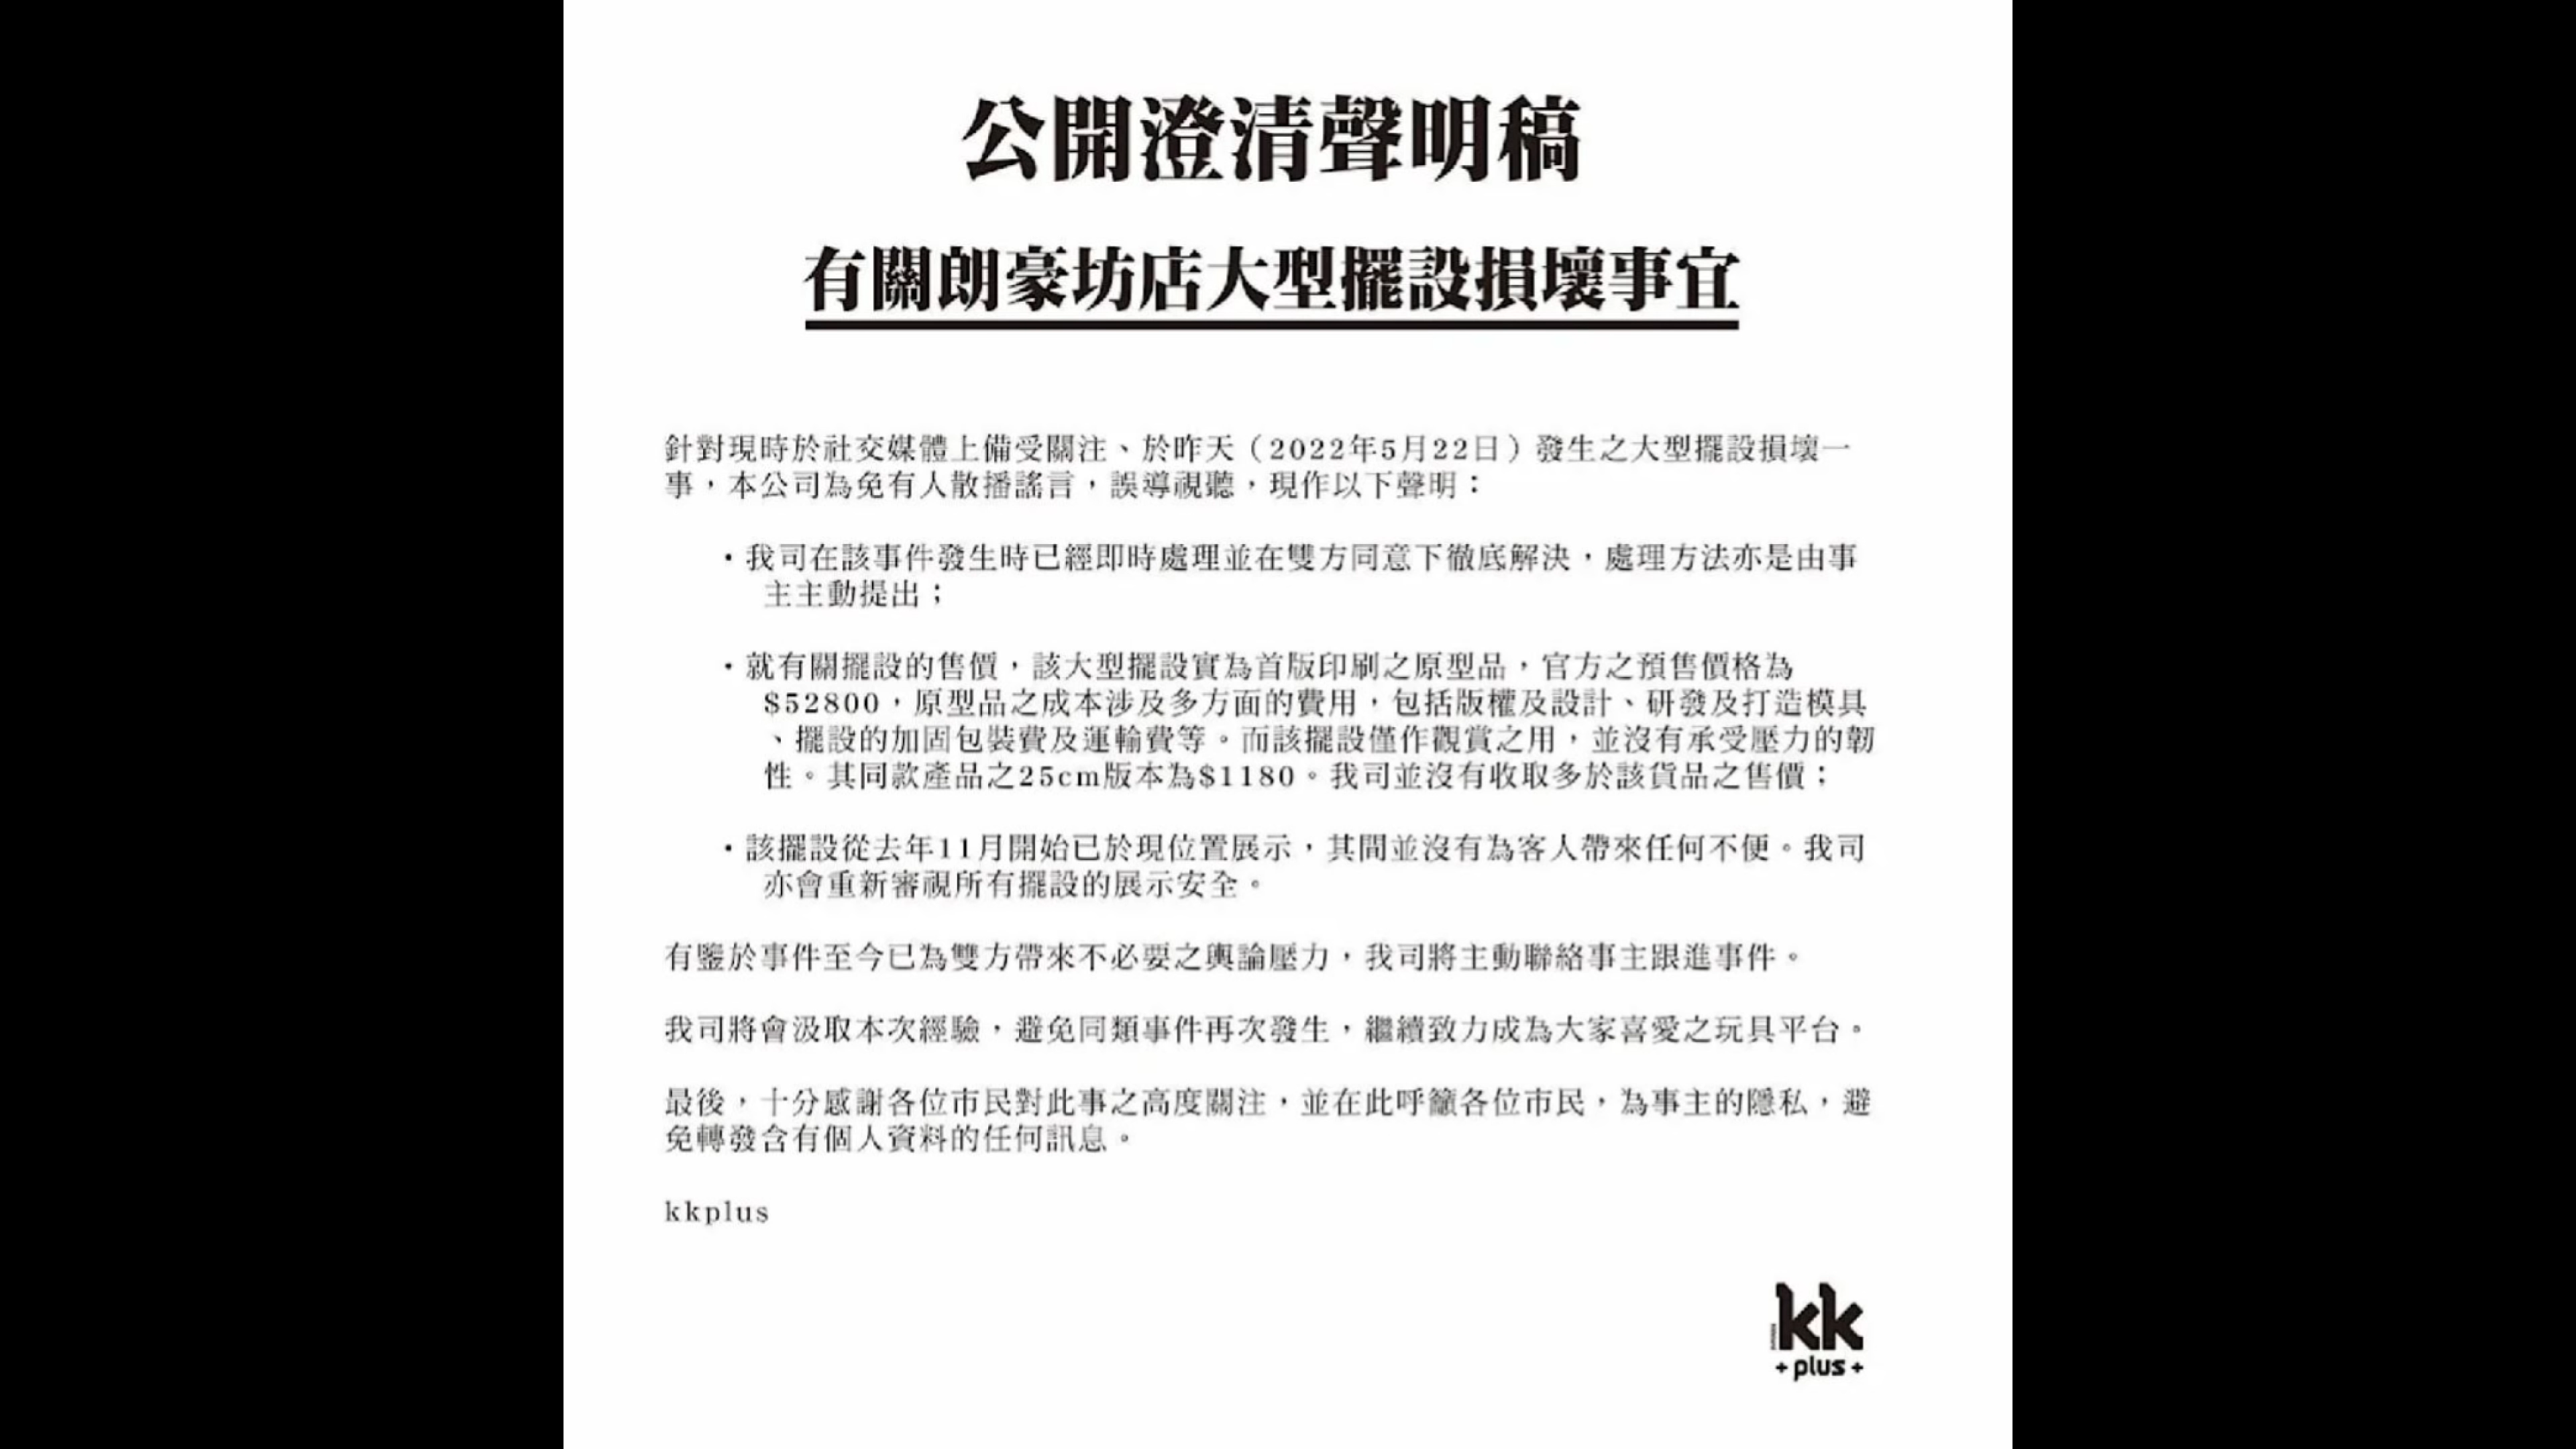 公開澄清聲明稿
有關朗豪坊店大型擺設損壞事宜
針對現時於社交媒體上備受關注、於昨天（2022年5月22日）發生之大型擺設損壞一
事，本公司為免有人散播謠言，誤導視聽，現作以下聲明：
・我司在該事件發生時已經即時處理並在雙方同意下徹底解決，處理方法亦是由事
主主動提出；
・就有關擺設的售價，該大型擺設實為首版印刷之原型品，官方之預售價格為
$52800，原型品之成本涉及多方面的費用，包括版權及設計、研發及打造模具
、擺設的加固包裝費及運輸費等。而該擺設僅作觀賞之用，並沒有承受壓力的韌
性。其同款產品之25cm版本為$1180。我司並沒有收取多於該貨品之售價；
・該擺設從去年11月開始已於現位置展示，其間並沒有為客人帶來任何不便。我司
亦會重新審視所有擺設的展示安全。
有鑒於事件至今已為雙方帶來不必要之輿論壓力，我司將主動聯絡事主跟進事件。
我司將會汲取本次經驗，避免同類事件再次發生，繼續致力成為大家喜愛之玩具平台。
最後，十分感謝各位市民對此事之高度關注，並在此呼籲各位市民，為事主的隱私，避
免轉發含有個人資料的任何訊息。
kkplus
kk
+plus+